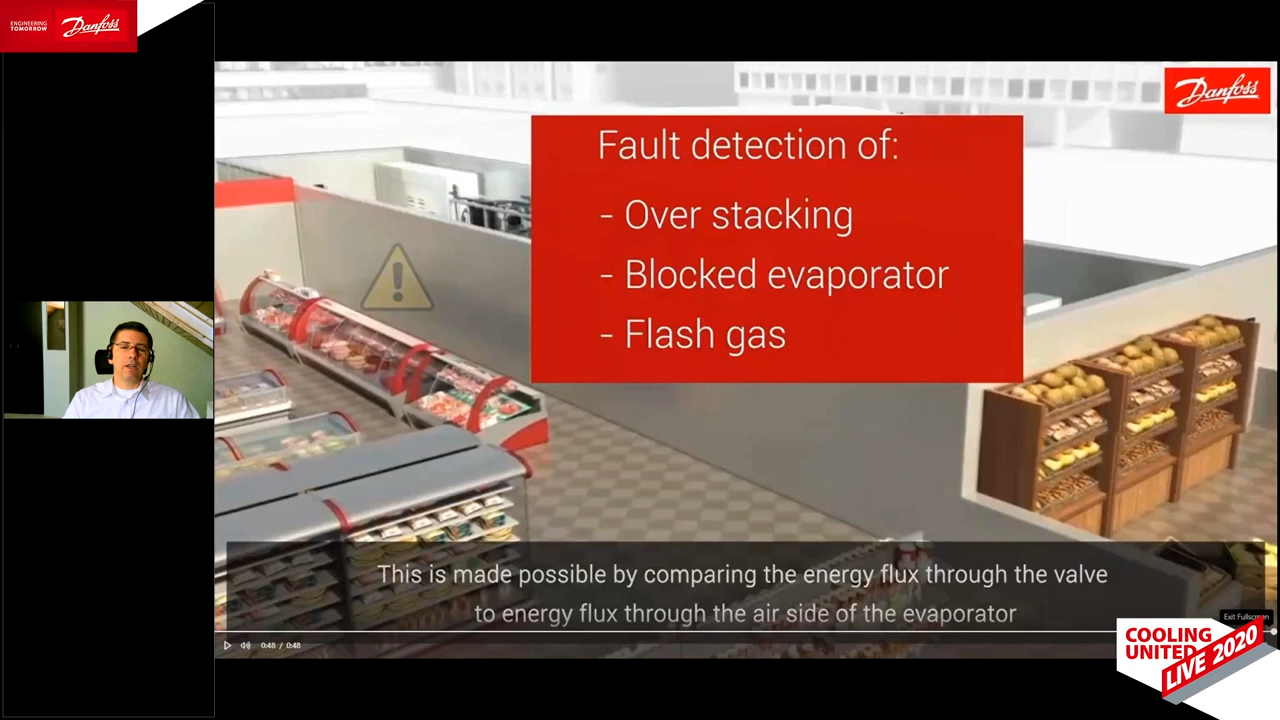 ENGINEERING
TOMORROW
Danfoss
Danfoss
Fault detection of:
- Over stacking
- Blocked evaporator
- Flash gas
This is made possible by comparing the energy flux through the valve
to energy flux through the air side of the evaporator
Exit Fullscreen
0:48 / 0:48
COOLING
UNITED
LIVE 2020